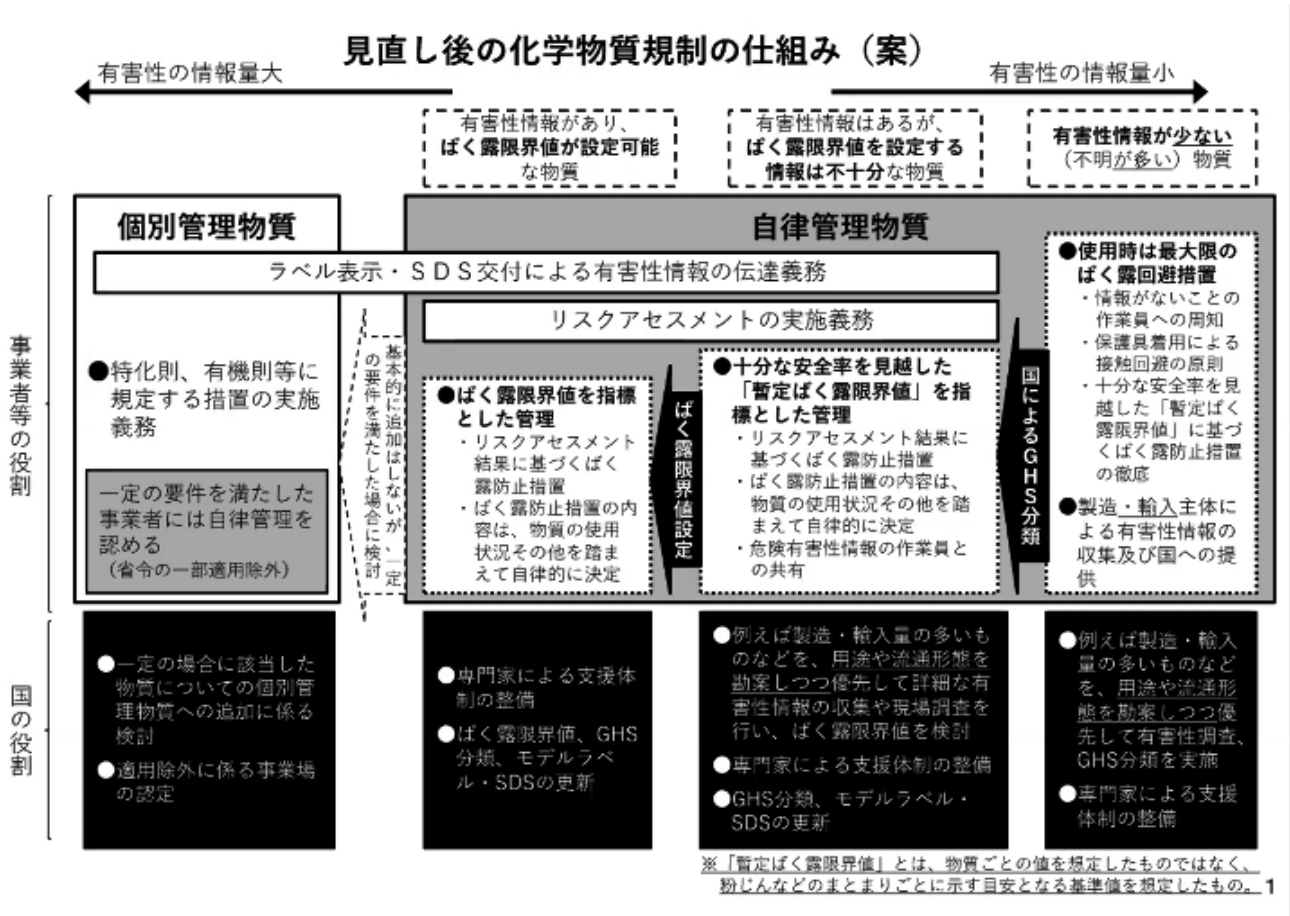 見直し後の化学物質規制の仕組み（案）
有害性の情報量大
有害性の情報量小
有害性情報があり、
ばく露限界値が設定可能
な物質
有害性情報はあるが、
ばく露限界値を設定する
情報は不十分な物質
有害性情報が少ない
（不明が多い）物質
事業者等の役割
個別管理物質
自律管理物質
ラベル表示・ＳＤＳ交付による有害性情報の伝達義務
リスクアセスメントの実施義務
●特化則、有機則等に
規定する措置の実施
義務
一定の要件を満たした
事業者には自律管理を
認める
（省令の一部適用除外）
基本的に追加はしないが、一定
の要件を満たした場合に検討
●ばく露限界値を指標
とした管理
・リスクアセスメント
結果に基づくばく
露防止措置
・ばく露防止措置の内
容は、物質の使用
状況その他を踏ま
えて自律的に決定
ばく露限界値設定
●十分な安全率を見越した
「暫定ばく露限界値」を指
標とした管理
・リスクアセスメント結果に
基づくばく露防止措置
・ばく露防止措置の内容は、
物質の使用状況その他を踏
まえて自律的に決定
・危険有害性情報の作業員と
の共有
国によるGHS分類
●使用時は最大限の
ばく露回避措置
・情報がないことの
作業員への周知
・保護具着用による
接触回避の原則
・十分な安全率を見
越した「暫定ばく
露限界値」に基づ
くばく露防止措置
の徹底
●製造・輸入主体に
よる有害性情報の
収集及び国への提
供
国の役割
●一定の場合に該当した
物質についての個別管
理物質への追加に係る
検討
●適用除外に係る事業場
の認定
●専門家による支援体
制の整備
●ばく露限界値、GHS
分類、モデルラベ
ル・SDSの更新
●例えば製造・輸入量の多いも
のなどを、用途や流通形態を
勘案しつつ優先して詳細な有
害性情報の収集や現場調査を
行い、ばく露限界値を検討
●専門家による支援体制の整備
●GHS分類、モデルラベル・
SDSの更新
●例えば製造・輸入
量の多いものなど
を、用途や流通形
態を勘案しつつ優
先して有害性調査、
GHS分類を実施
●専門家による支援
体制の整備
※「暫定ばく露限界値」とは、物質ごとの値を想定したものではなく、
粉じんなどのまとまりごとに示す目安となる基準値を想定したもの。 1